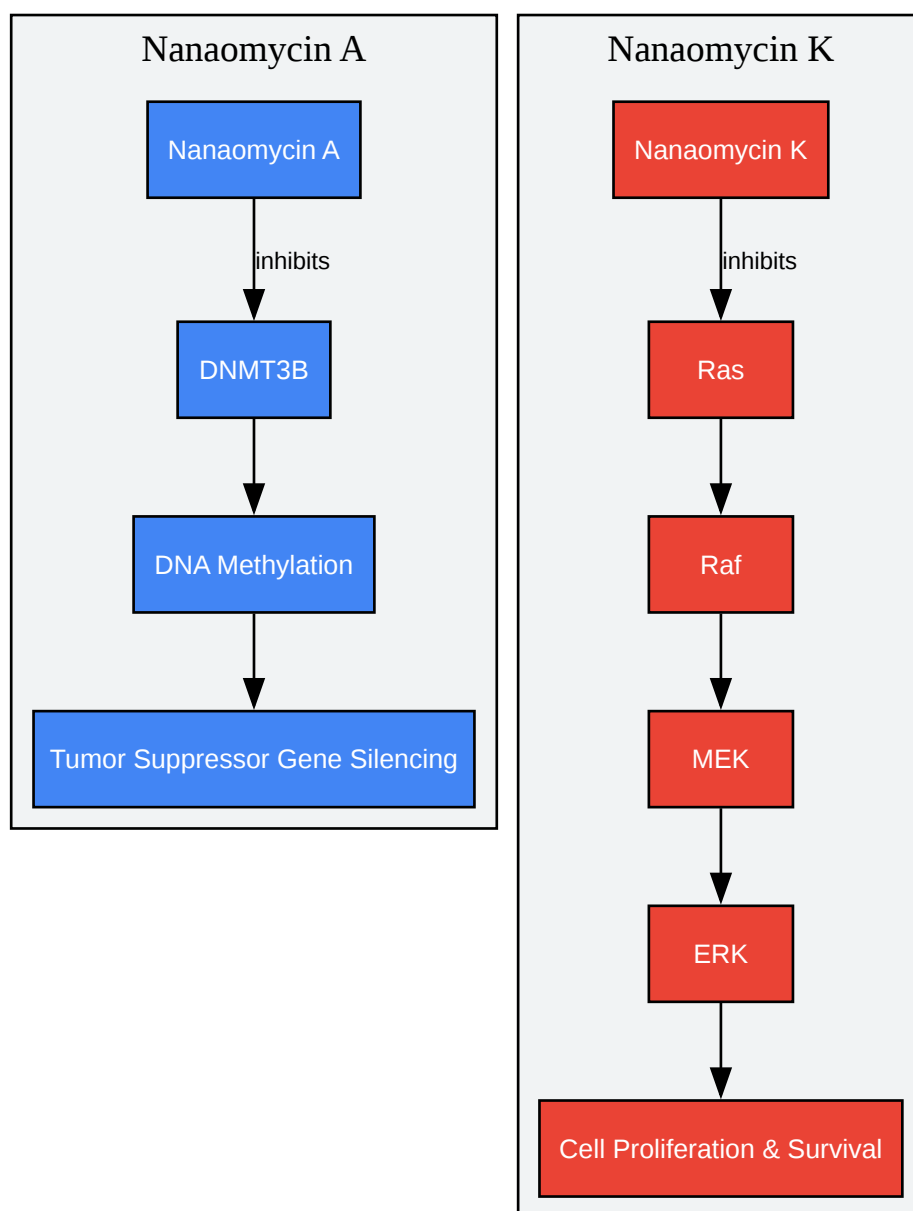 Nanaomycin A
Nanaomycin A
inhibits
DNMT3B
DNA Methylation
Tumor Suppressor Gene Silencing
Nanaomycin K
Nanaomycin K
inhibits
Ras
Raf
MEK
ERK
Cell Proliferation & Survival